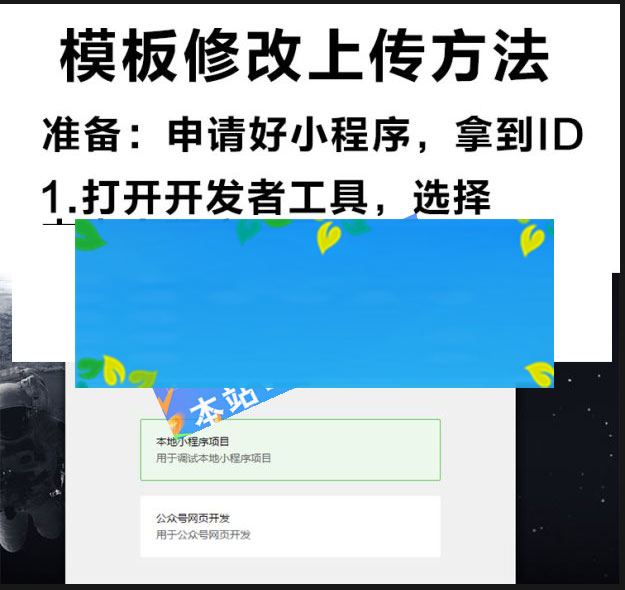 模板修改上传方法
准备：申请好小程序，拿到ID
1.打开开发者工具，选择
本站
本地小程序项目
用于调试本地小程序项目
公众号网页开发
用于公众号网页开发